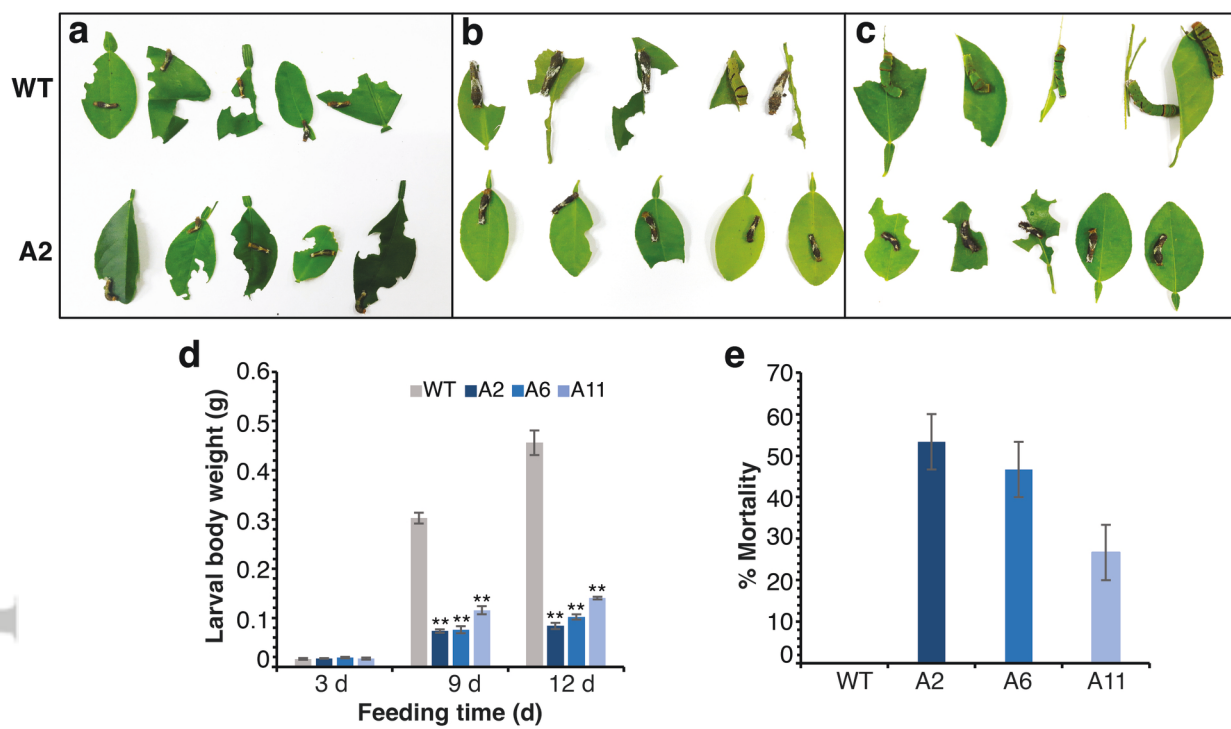 a b c
WT
A2
d
Larval body weight (g)
0.6
0.5
0.4
0.3
0.2
0.1
0
WT A2 A6 A11
** ** **
** ** **
3 d 9 d 12 d
Feeding time (d)
e
% Mortality
70
60
50
40
30
20
10
0
WT A2 A6 A11